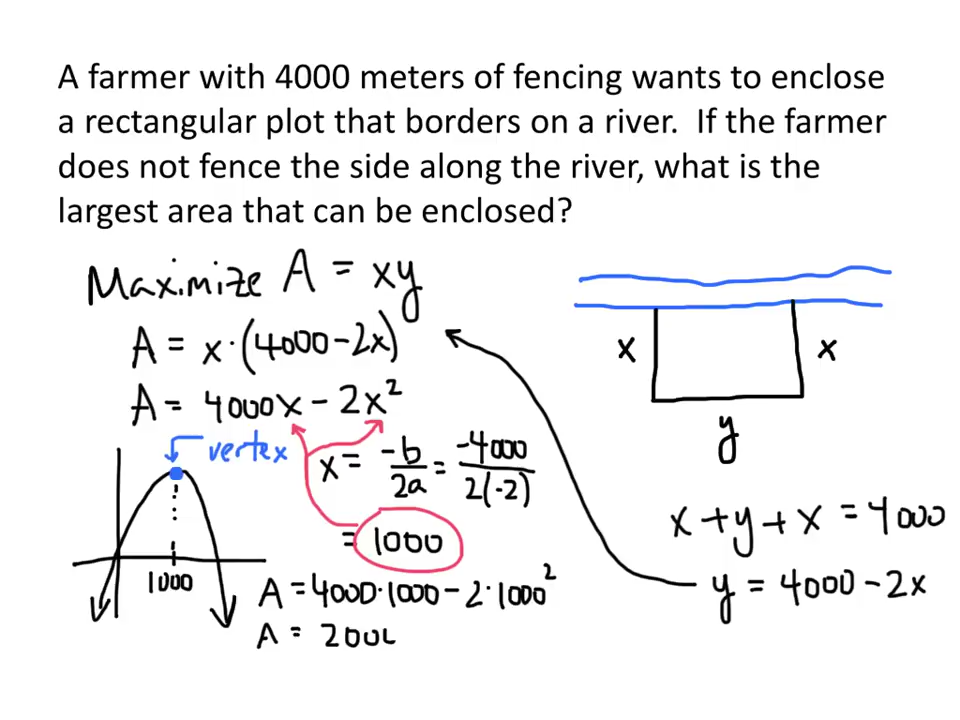 A farmer with 4000 meters of fencing wants to enclose
a rectangular plot that borders on a river. If the farmer
does not fence the side along the river, what is the
largest area that can be enclosed?
Maximize A = xy
A = x·(4000-2x)
A = 4000x - 2x²
vertex
x = -b/2a = -4000/2(-2)
= 1000
1000
A = 4000·1000 - 2·1000²
A = 200
x
x
y
x + y + x = 4000
y = 4000 - 2x